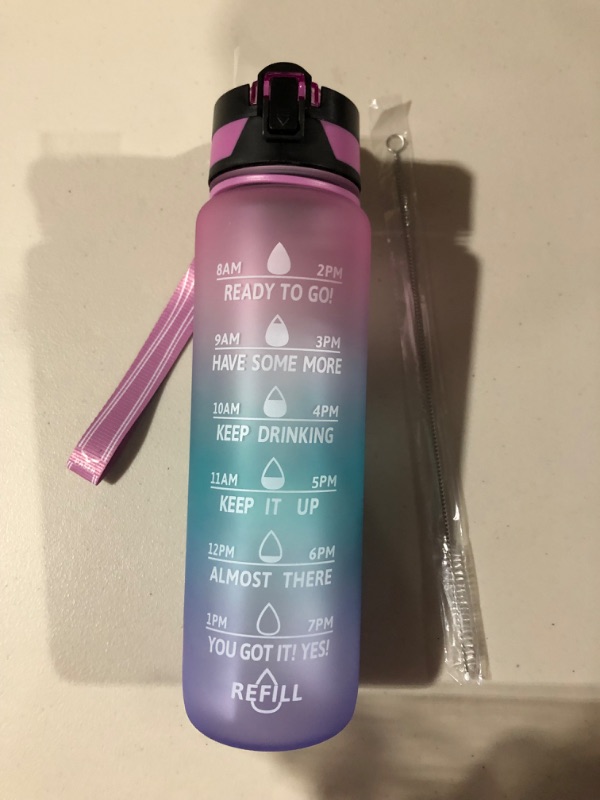 8AM 2PM
READY TO GO!
9AM 3PM
HAVE SOME MORE
10AM 4PM
KEEP DRINKING
11AM 5PM
KEEP IT UP
12PM 6PM
ALMOST THERE
1PM 7PM
YOU GOT IT! YES!
REFILL